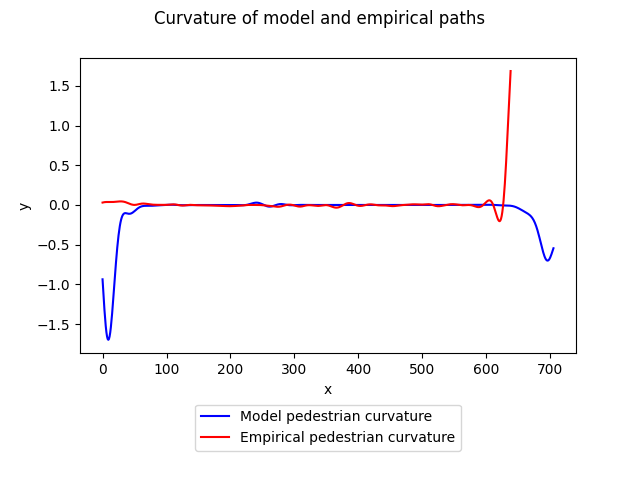 Curvature of model and empirical paths
1.5
1.0
0.5
0.0
−0.5
−1.0
−1.5
y
0 100 200 300 400 500 600 700
x
Model pedestrian curvature
Empirical pedestrian curvature